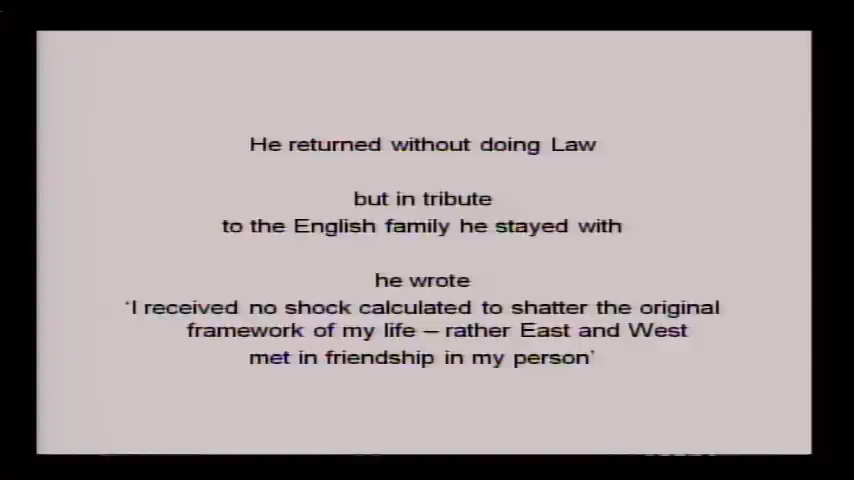 He returned without doing Law
but in tribute
to the English family he stayed with
he wrote
'I received no shock calculated to shatter the original
framework of my life – rather East and West
met in friendship in my person'